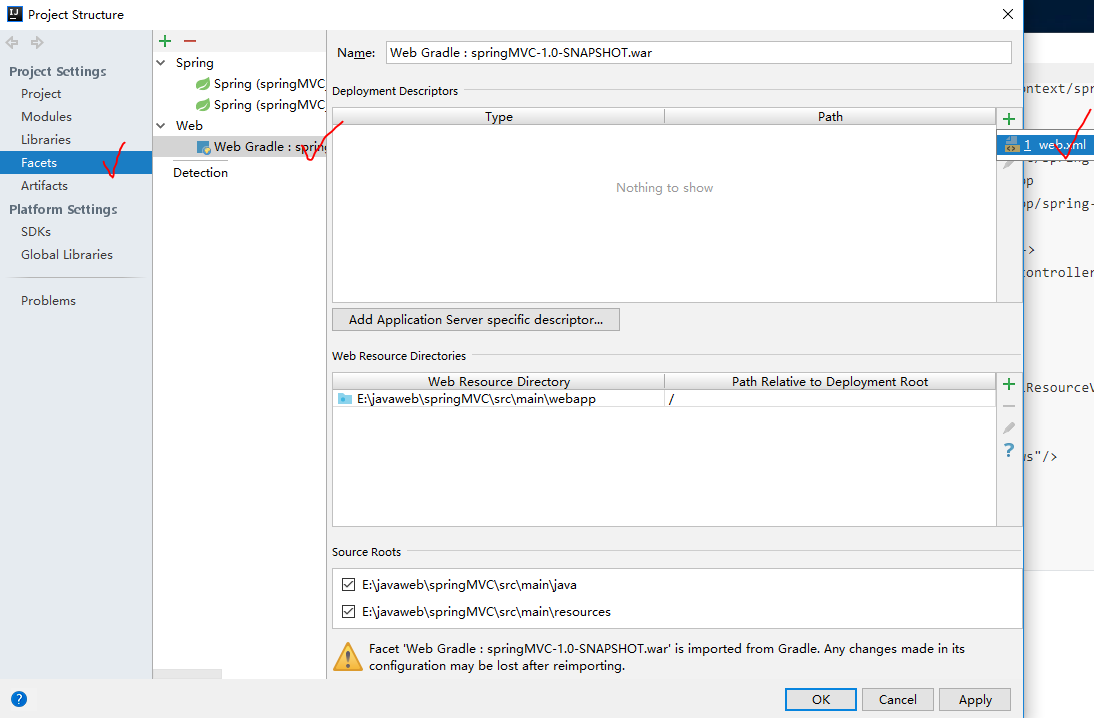 Project Structure
Project Settings
Project
Modules
Libraries
Facets
Artifacts
Platform Settings
SDKs
Global Libraries
Problems
Spring
Spring (springMVC_
Spring (springMVC_
Web
Web Gradle : spring
Detection
Name: Web Gradle : springMVC-1.0-SNAPSHOT.war
Deployment Descriptors
Type Path
Nothing to show
1 web.xml
Add Application Server specific descriptor...
Web Resource Directories
Web Resource Directory Path Relative to Deployment Root
E:\javaweb\springMVC\src\main\webapp /
Source Roots
E:\javaweb\springMVC\src\main\java
E:\javaweb\springMVC\src\main\resources
Facet 'Web Gradle : springMVC-1.0-SNAPSHOT.war' is imported from Gradle. Any changes made in its
configuration may be lost after reimporting.
? OK Cancel Apply
ontext/spr
op
op/spring-
->
controller
ResourceV
s"/>